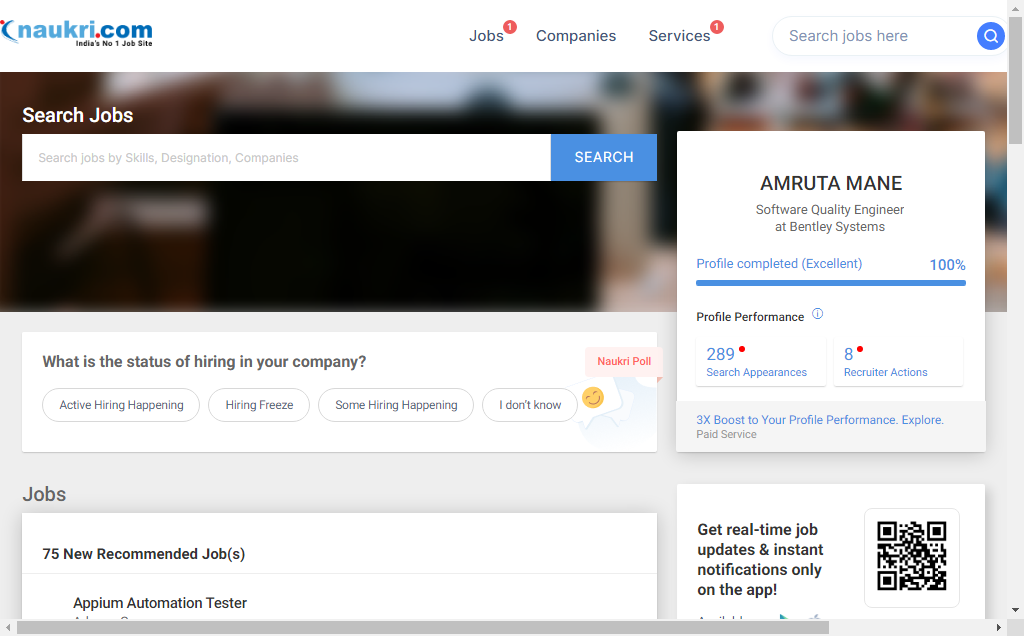 naukri.com
India's No 1 Job Site
Jobs 1
Companies
Services 1
Search jobs here
Search Jobs
Search jobs by Skills, Designation, Companies
SEARCH
AMRUTA MANE
Software Quality Engineer
at Bentley Systems
Profile completed (Excellent) 100%
Profile Performance
289
Search Appearances
8
Recruiter Actions
3X Boost to Your Profile Performance. Explore.
Paid Service
What is the status of hiring in your company?
Naukri Poll
Active Hiring Happening
Hiring Freeze
Some Hiring Happening
I don't know
Jobs
75 New Recommended Job(s)
Appium Automation Tester
Get real-time job
updates & instant
notifications only
on the app!